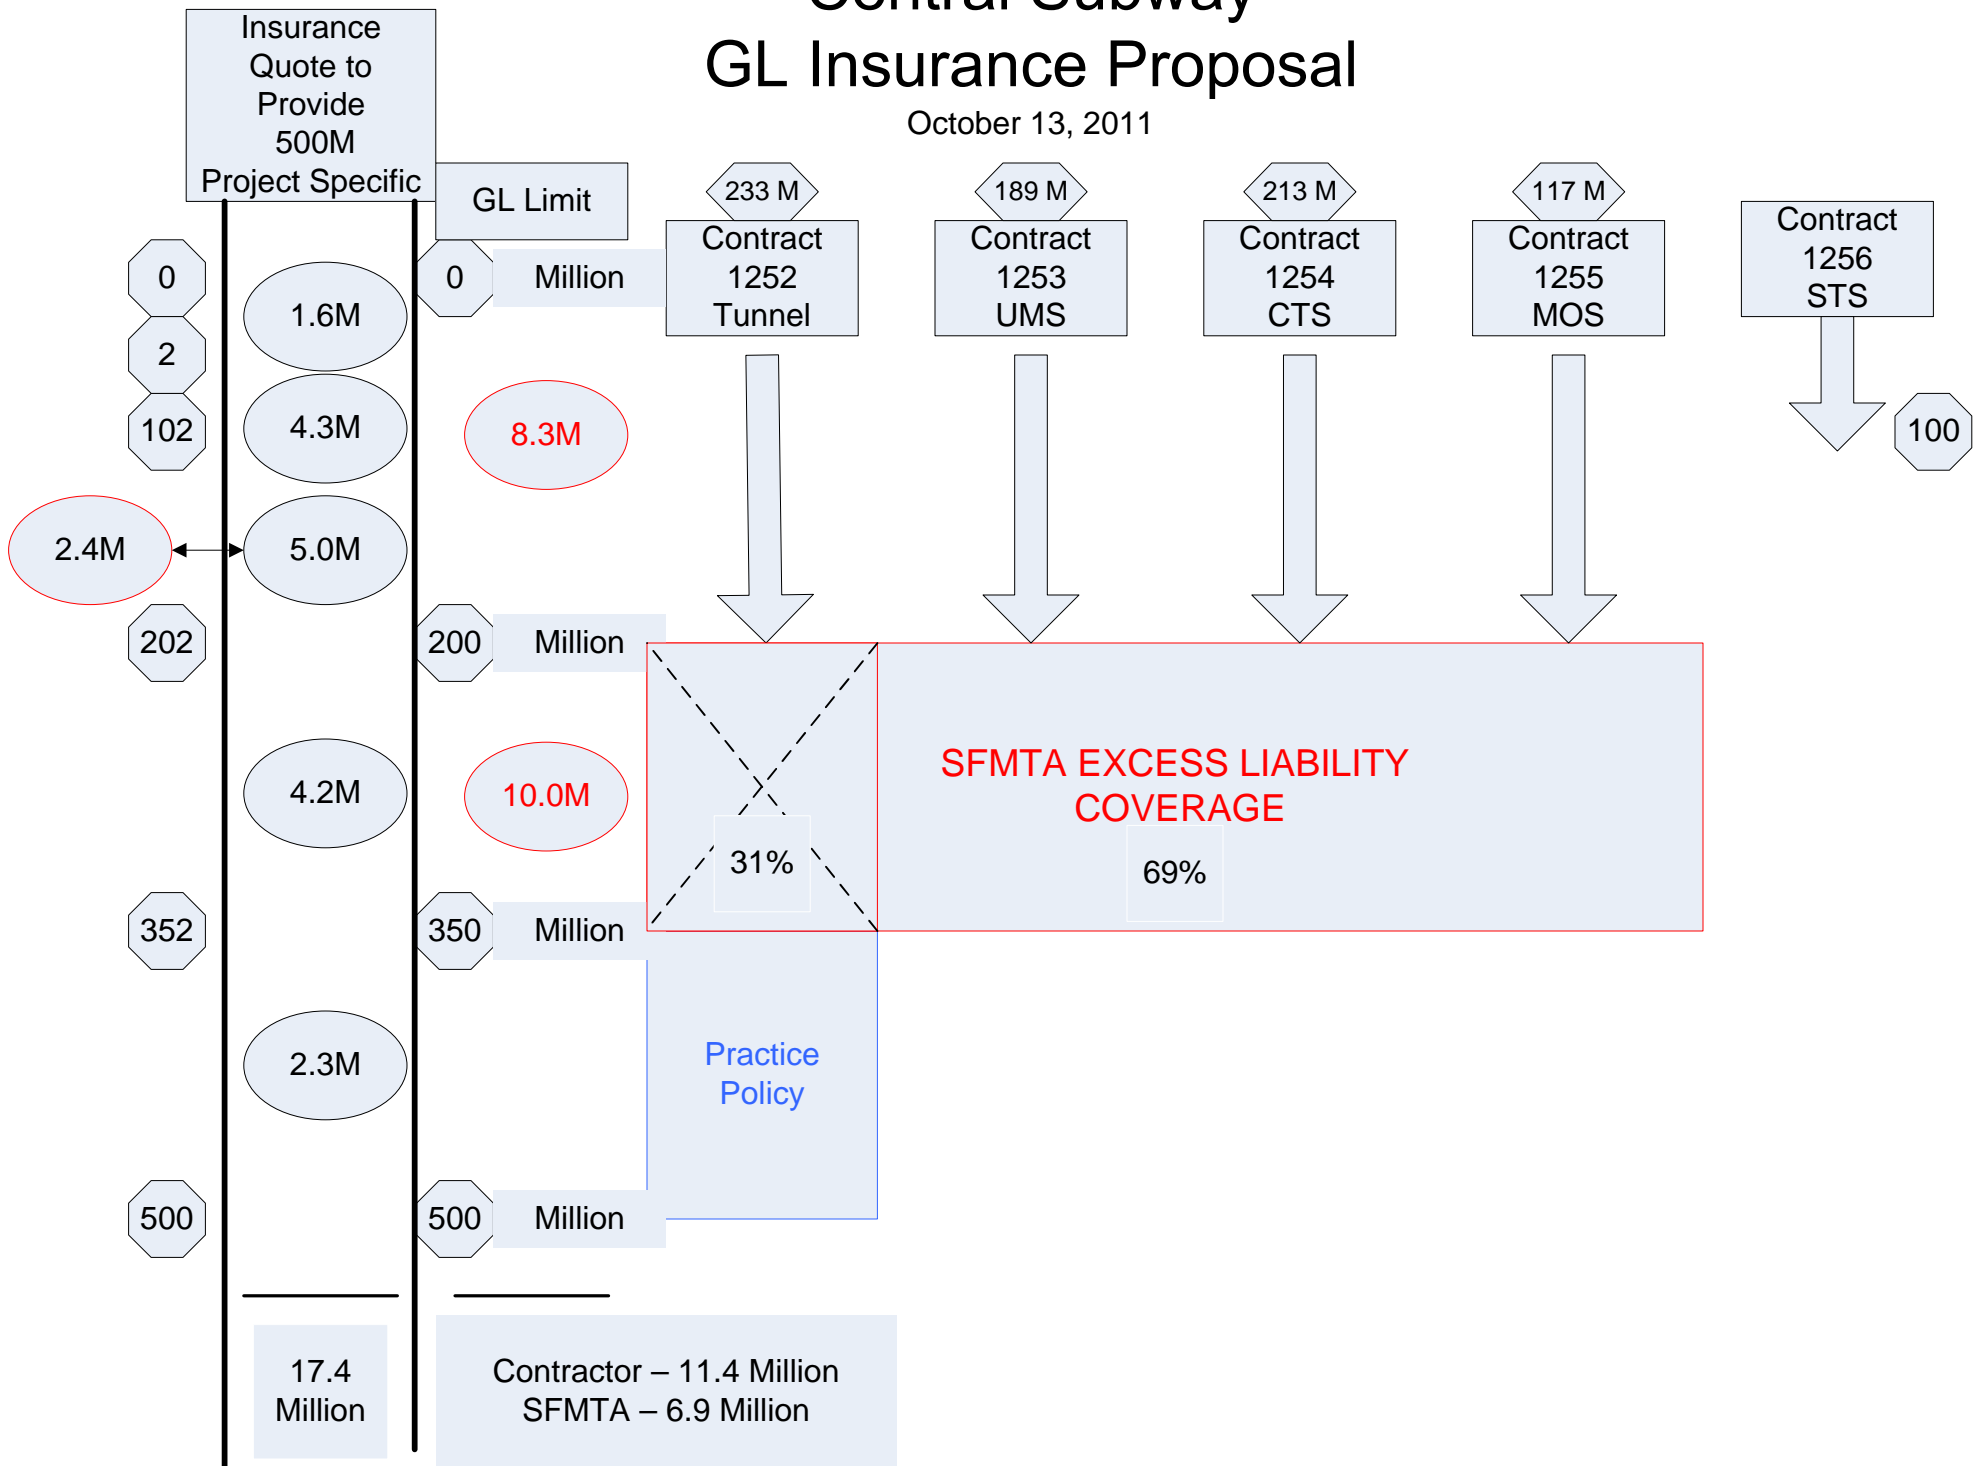 Central Subway
GL Insurance Proposal
October 13, 2011
Insurance
Quote to
Provide
500M
Project Specific
GL Limit
233 M
189 M
213 M
117 M
Contract
1252
Tunnel
Contract
1253
UMS
Contract
1254
CTS
Contract
1255
MOS
Contract
1256
STS
0
1.6M
0
Million
2
102
4.3M
8.3M
100
2.4M
5.0M
202
200
Million
4.2M
10.0M
SFMTA EXCESS LIABILITY
COVERAGE
31%
69%
352
350
Million
2.3M
Practice
Policy
500
500
Million
17.4
Million
Contractor – 11.4 Million
SFMTA – 6.9 Million